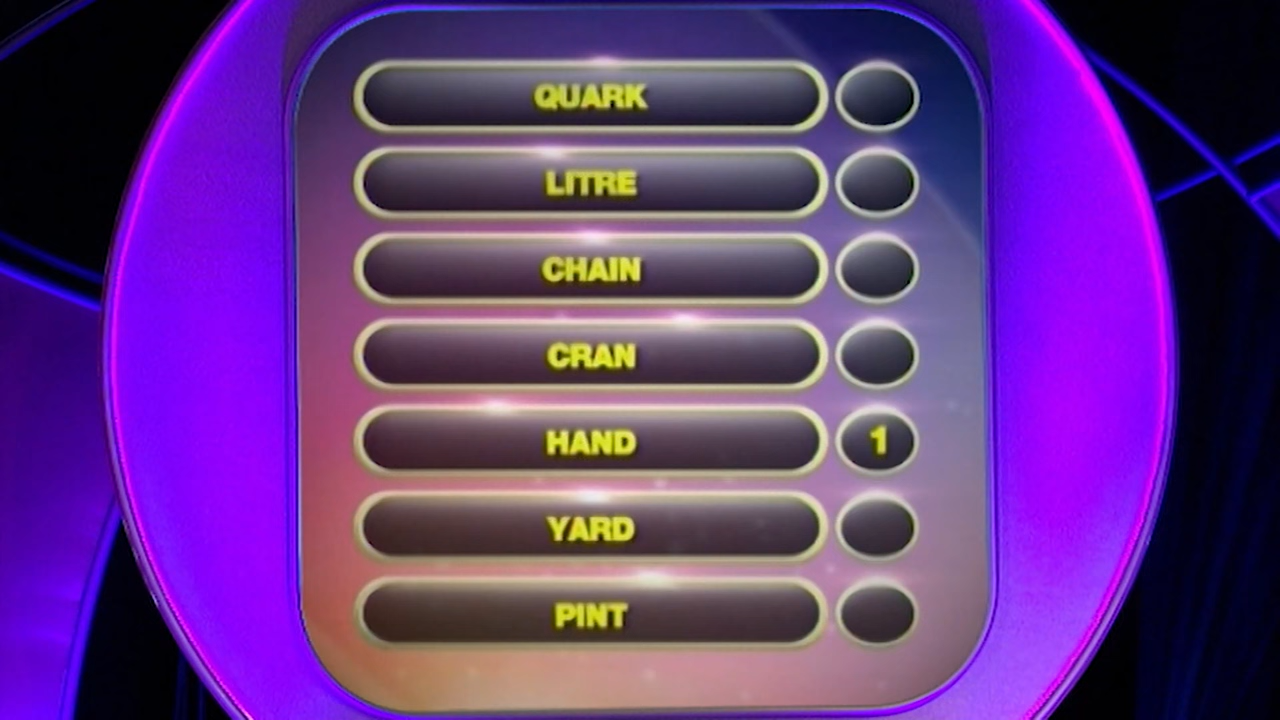 QUARK
LITRE
CHAIN
CRAN
HAND 1
YARD
PINT